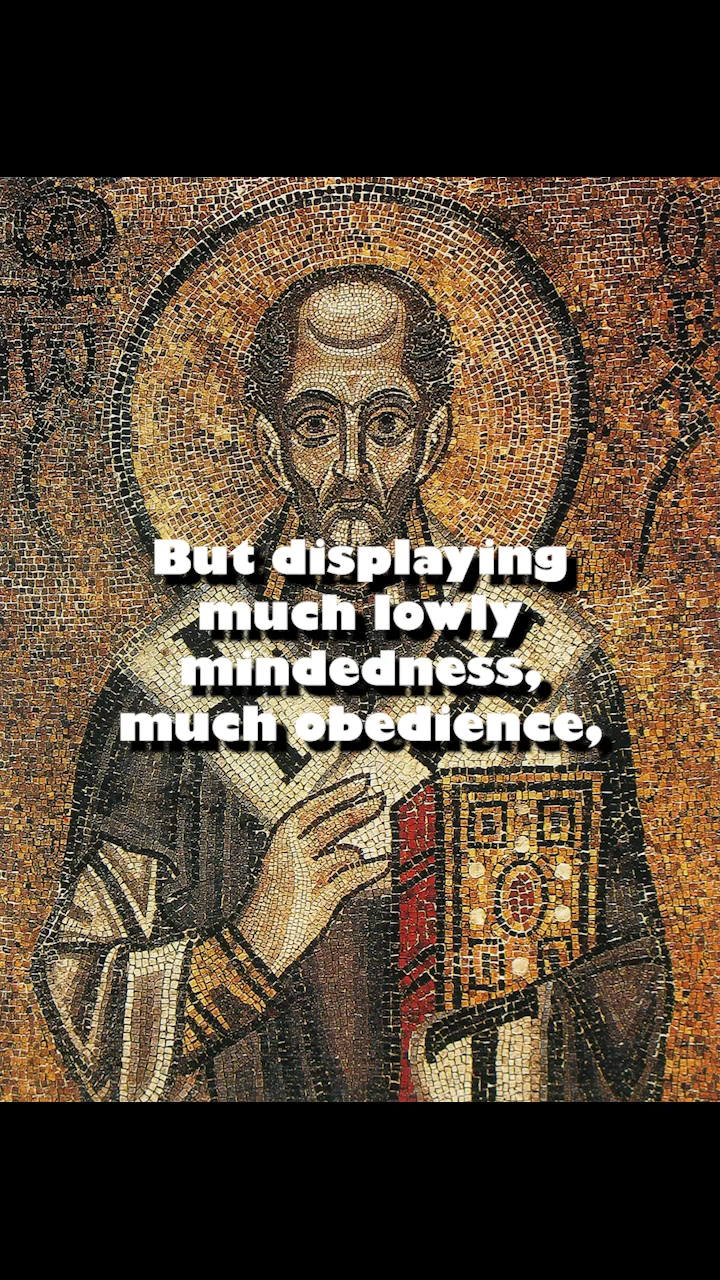 But displaying
much lowly
mindedness,
much obedience,